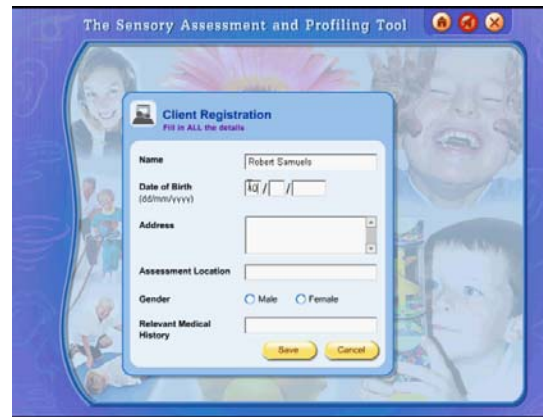 The Sensory Assessment and Profiling Tool
Client Registration
Fill in ALL the details
Name
Robert Samuels
Date of Birth
(dd/mm/yyyy)
/ /
Address
Assessment Location
Gender
Male Female
Relevant Medical
History
Save Cancel